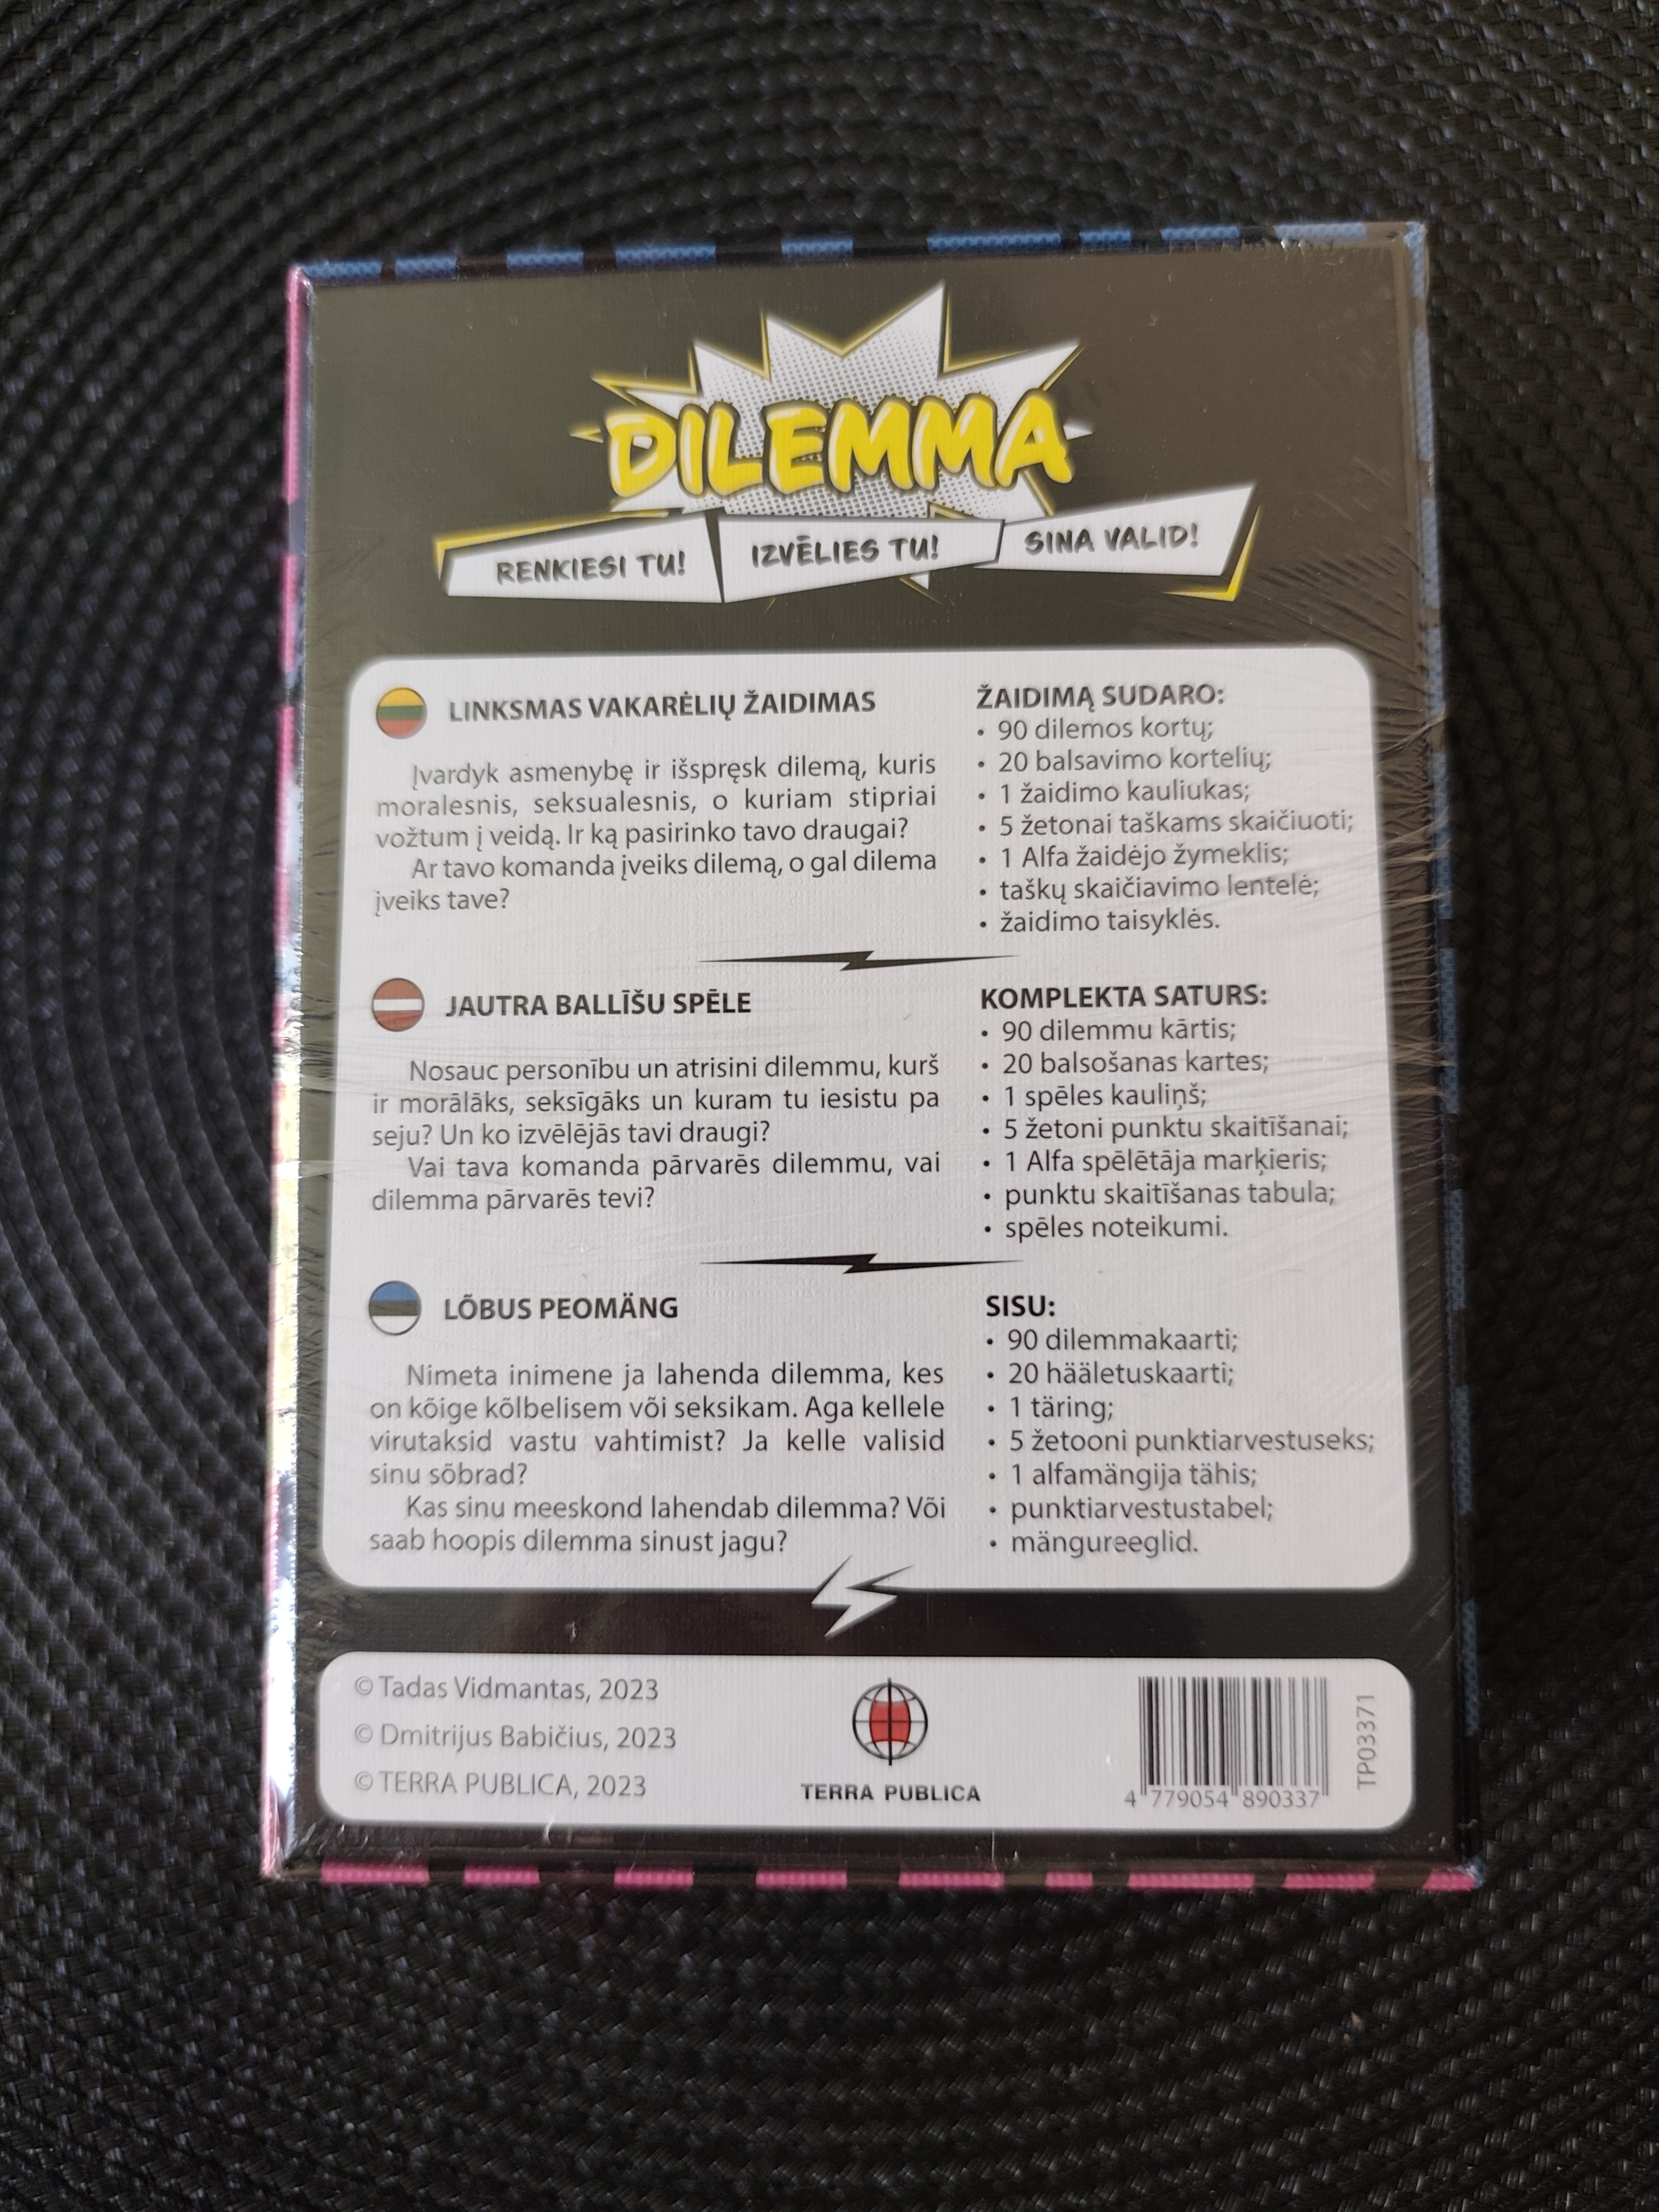 DILEMMA
RENKIESI TU!
IZVĒLIES TU!
SINA VALID!
LINKSMAS VAKARĖLIŲ ŽAIDIMAS
Įvardyk asmenybę ir išspręsk dilemą, kuris
moralesnis, seksualesnis, o kuriam stipriai
vožtum į veidą. Ir ką pasirinko tavo draugai?
Ar tavo komanda įveiks dilemą, o gal dilema
įveiks tave?
ŽAIDIMĄ SUDARO:
• 90 dilemos kortų;
• 20 balsavimo kortelių;
• 1 žaidimo kauliukas;
• 5 žetonai taškams skaičiuoti;
• 1 Alfa žaidėjo žymeklis;
• taškų skaičiavimo lentelė;
• žaidimo taisyklės.
JAUTRA BALLĪŠU SPĒLE
Nosauc personību un atrisini dilemmu, kurš
ir morālāks, seksīgāks un kuram tu iesistu pa
seju? Un ko izvēlējās tavi draugi?
Vai tava komanda pārvarēs dilemmu, vai
dilemma pārvarēs tevi?
KOMPLEKTA SATURS:
• 90 dilemmu kārtis;
• 20 balsošanas kartes;
• 1 spēles kauliņš;
• 5 žetoni punktu skaitīšanai;
• 1 Alfa spēlētāja marķieris;
• punktu skaitīšanas tabula;
• spēles noteikumi.
LÕBUS PEOMÄNG
Nimeta inimene ja lahenda dilemma, kes
on kõige kõlbelisem või seksikam. Aga kellele
virutaksid vastu vahtimist? Ja kelle valisid
sinu sõbrad?
Kas sinu meeskond lahendab dilemma? Või
saab hoopis dilemma sinust jagu?
SISU:
• 90 dilemmakaarti;
• 20 hääletuskaarti;
• 1 täring;
• 5 žetooni punktiarvestuseks;
• 1 alfamängija tähis;
• punktiarvestustabel;
• mängureeglid.
© Tadas Vidmantas, 2023
© Dmitrijus Babičius, 2023
© TERRA PUBLICA, 2023
TERRA PUBLICA
4 779054 890337
TP03371